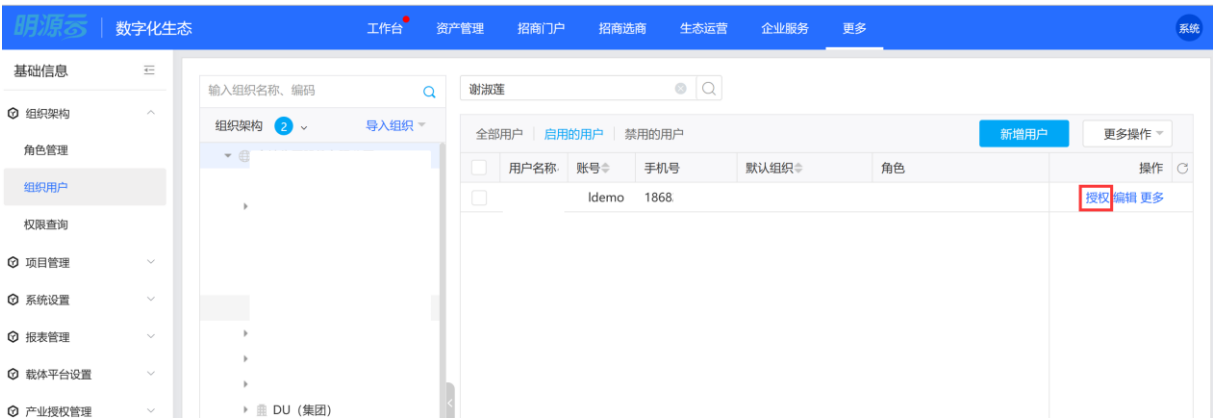 明源云 数字化生态 工作台 资产管理 招商门户 招商选商 生态运营 企业服务 更多 系统
基础信息
组织架构
角色管理
组织用户
权限查询
项目管理
系统设置
报表管理
载体平台设置
产业授权管理
输入组织名称、编码
组织架构 2 导入组织
DU（集团）
谢淑莲
全部用户 启用的用户 禁用的用户 新增用户 更多操作
用户名称 账号 手机号 默认组织 角色 操作
ldemo 1868 授权 编辑 更多